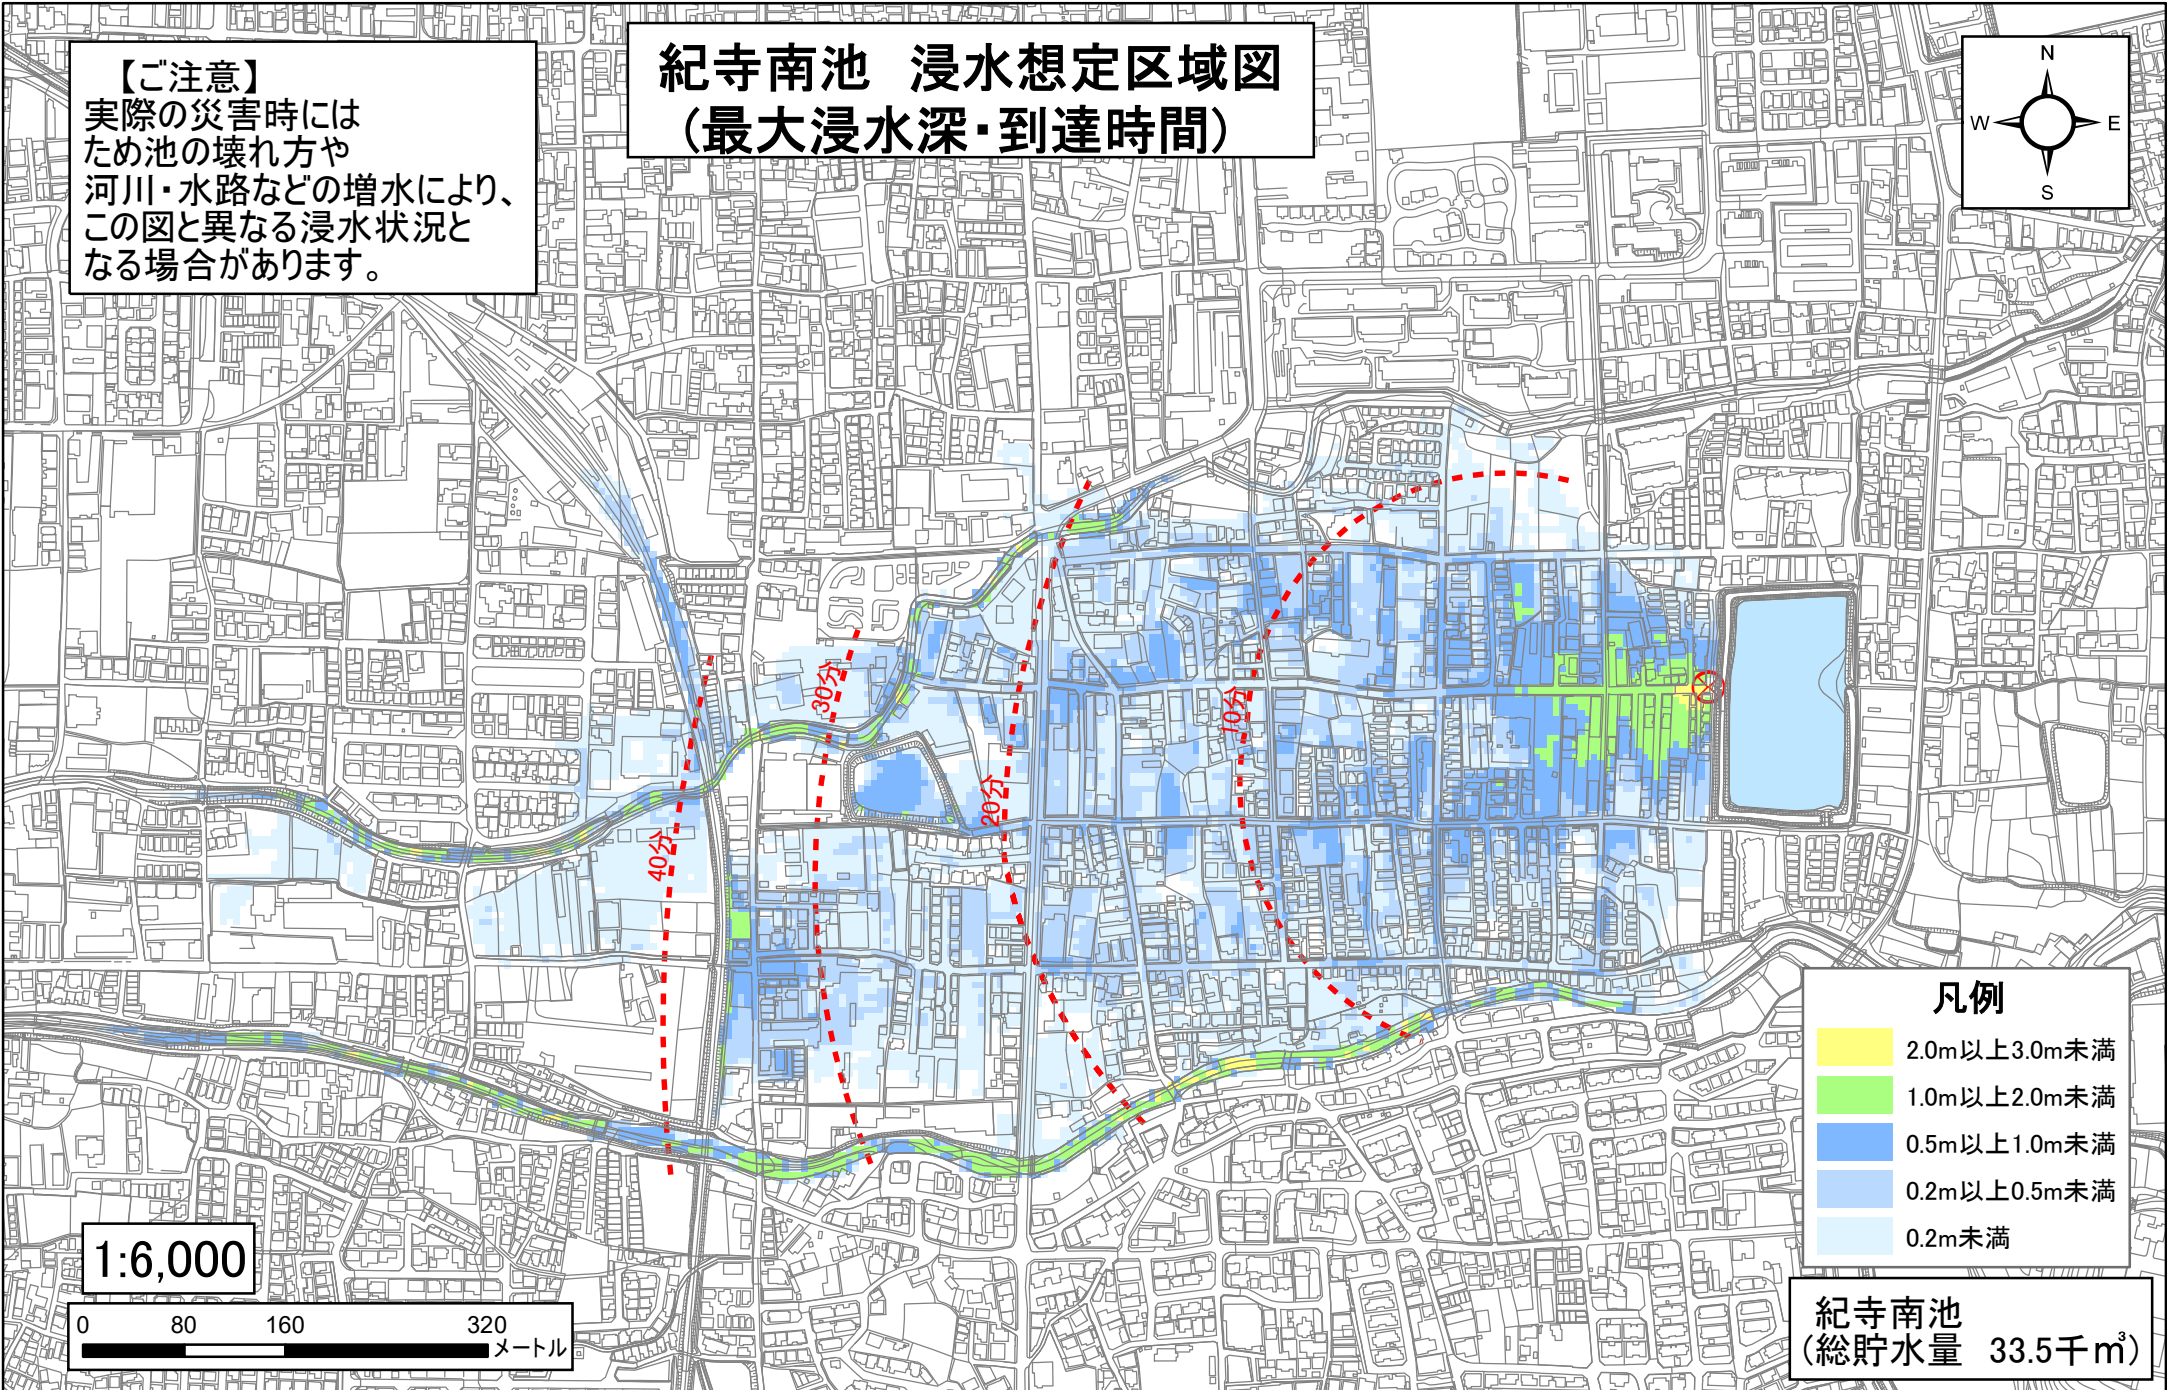 紀寺南池　浸水想定区域図
(最大浸水深・到達時間)
【ご注意】
実際の災害時には
ため池の壊れ方や
河川・水路などの増水により、
この図と異なる浸水状況と
なる場合があります。
N
W
E
S
10分
20分
30分
40分
凡例
2.0m以上3.0m未満
1.0m以上2.0m未満
0.5m以上1.0m未満
0.2m以上0.5m未満
0.2m未満
1:6,000
0 80 160 320
メートル
紀寺南池
(総貯水量　33.5千㎥)